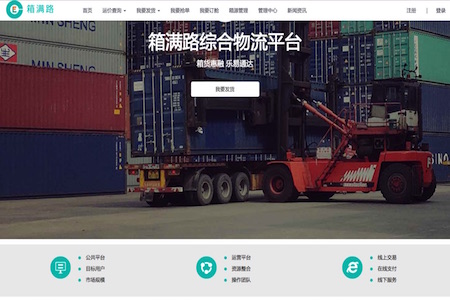 箱满路
首页 运价查询 我要发货 我要抢单 我要订舱 箱源管理 管理中心 新闻资讯 注册 | 登录
MIN SHENG
箱满路综合物流平台
箱货惠融 乐易通达
我要发货
公共平台
目标用户
市场规模
运营平台
资源整合
操作团队
线上交易
在线支付
线下服务